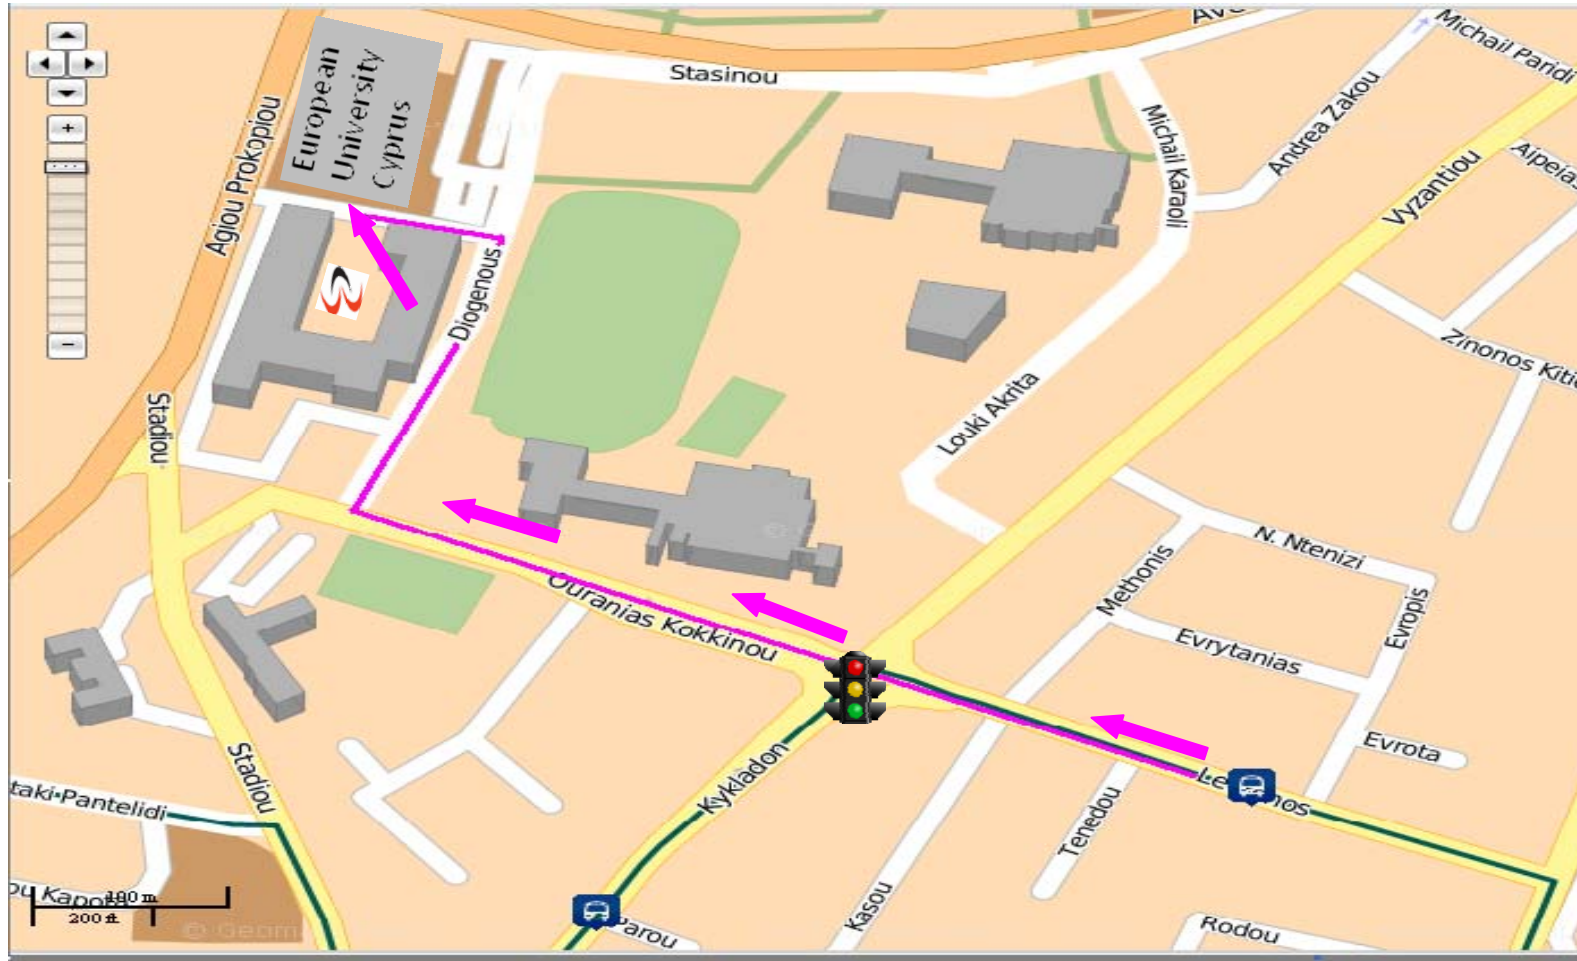 Stasinou
Michail Paridi
European
University
Cyprus
Agiou Prokopiou
Michail Karaoli
Andrea Zakou
Vyzantiou
Diogenous
Zinonos Kitie
Louki Akrita
Stadiou
N. Ntenizi
Methonis
Evropis
Evrytanias
Ouranias Kokkinou
Evrota
Stadiou
Kykladon
Tenedou
taki Pantelidi
Kasou
Parou
Rodou
100 m
200 ft
+
−